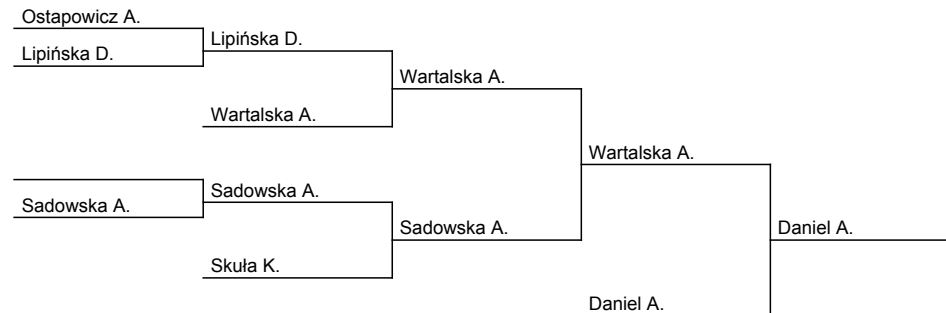 Ostapowicz A.
Lipińska D.
Lipińska D.
Wartalska A.
Wartalska A.
Wartalska A.
Sadowska A.
Sadowska A.
Sadowska A.
Daniel A.
Skuła K.
Daniel A.